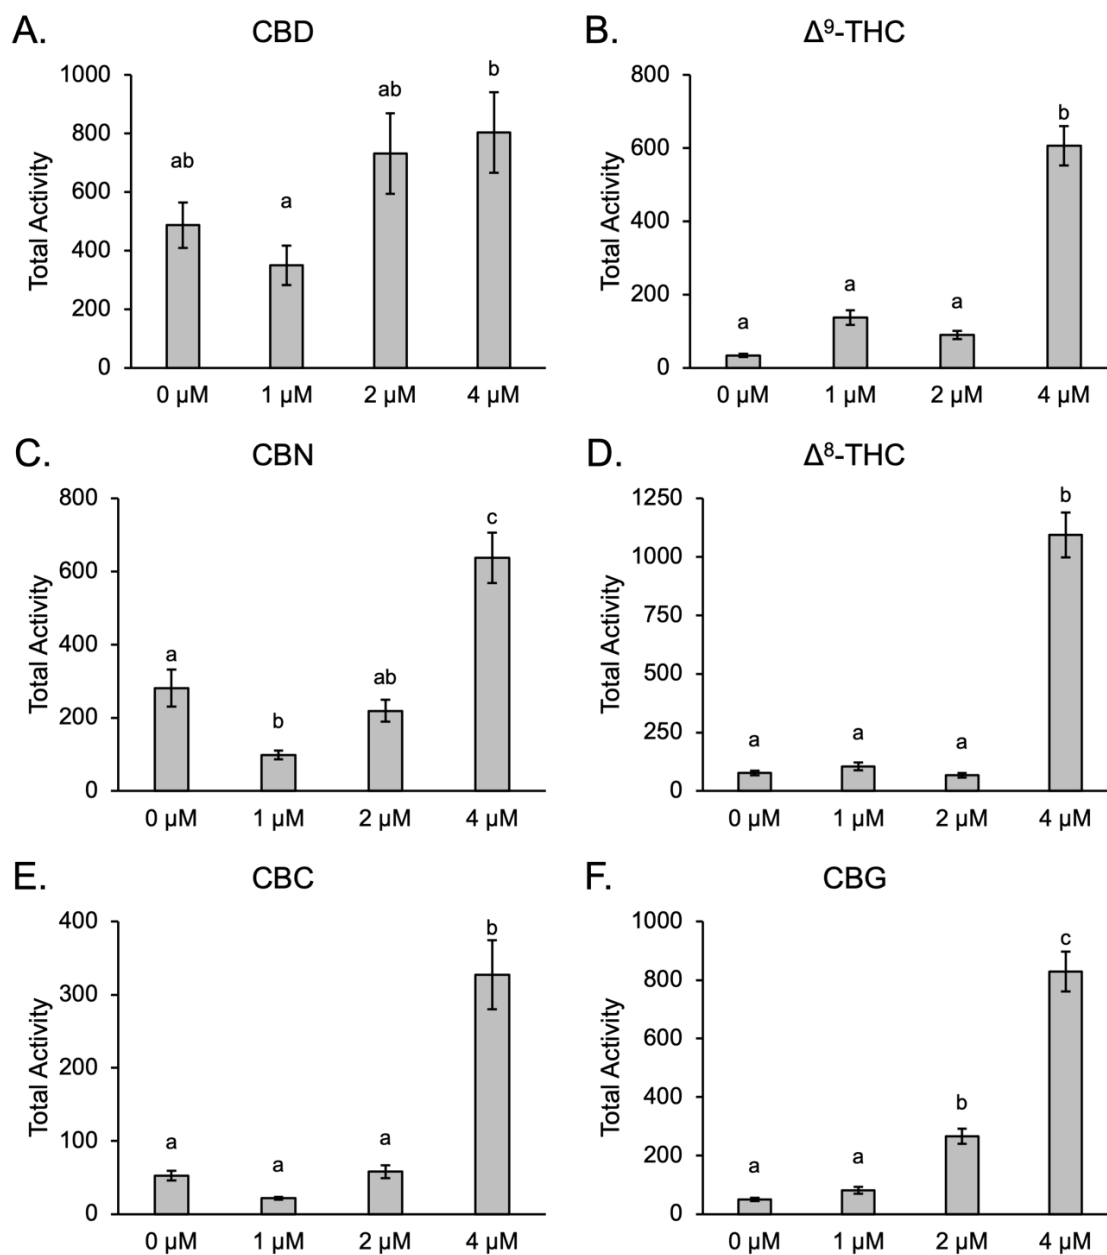 A. CBD
Total Activity
1000
800
600
400
200
0
ab
a
ab
b
0 µM 1 µM 2 µM 4 µM
B. Δ⁹-THC
Total Activity
800
600
400
200
0
a
a
a
b
0 µM 1 µM 2 µM 4 µM
C. CBN
Total Activity
800
600
400
200
0
a
b
ab
c
0 µM 1 µM 2 µM 4 µM
D. Δ⁸-THC
Total Activity
1250
1000
750
500
250
0
a
a
a
b
0 µM 1 µM 2 µM 4 µM
E. CBC
Total Activity
400
300
200
100
0
a
a
a
b
0 µM 1 µM 2 µM 4 µM
F. CBG
Total Activity
1000
800
600
400
200
0
a
a
b
c
0 µM 1 µM 2 µM 4 µM